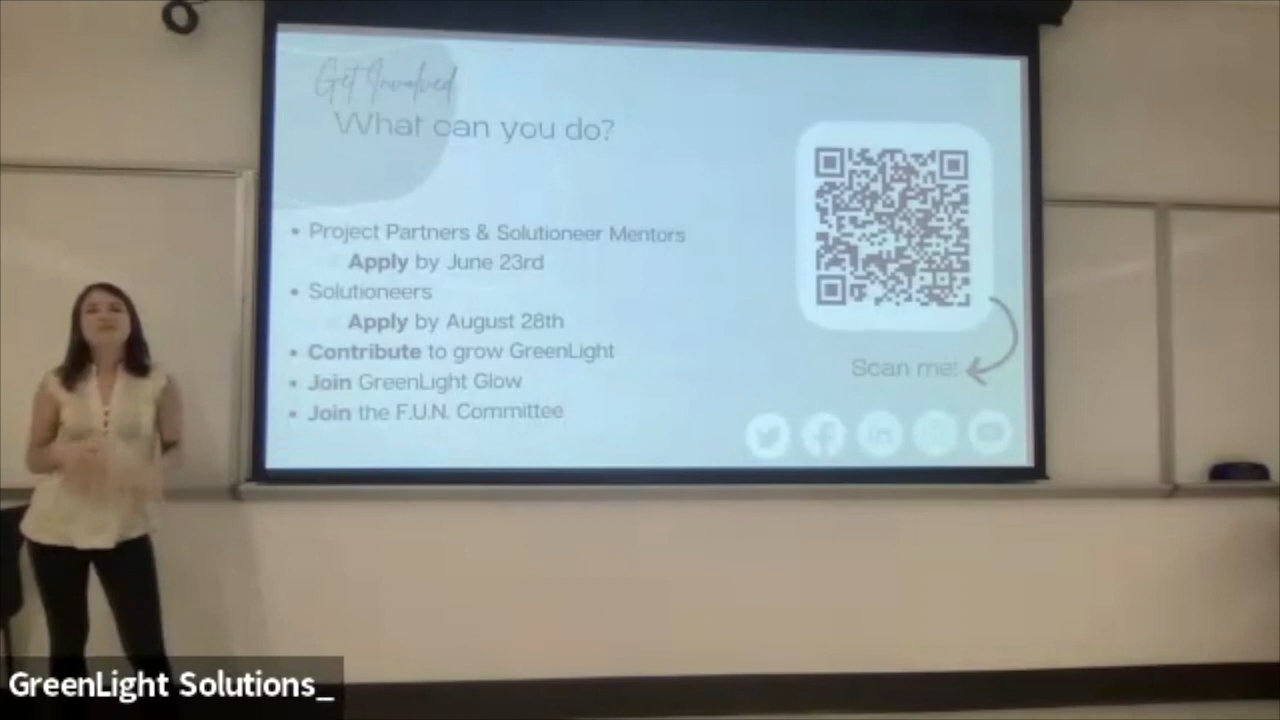 Get Involved
What can you do?
• Project Partners & Solutioneer Mentors
Apply by June 23rd
• Solutioneers
Apply by August 28th
• Contribute to grow GreenLight
• Join GreenLight Glow
• Join the F.U.N. Committee
Scan me!
in
GreenLight Solutions_